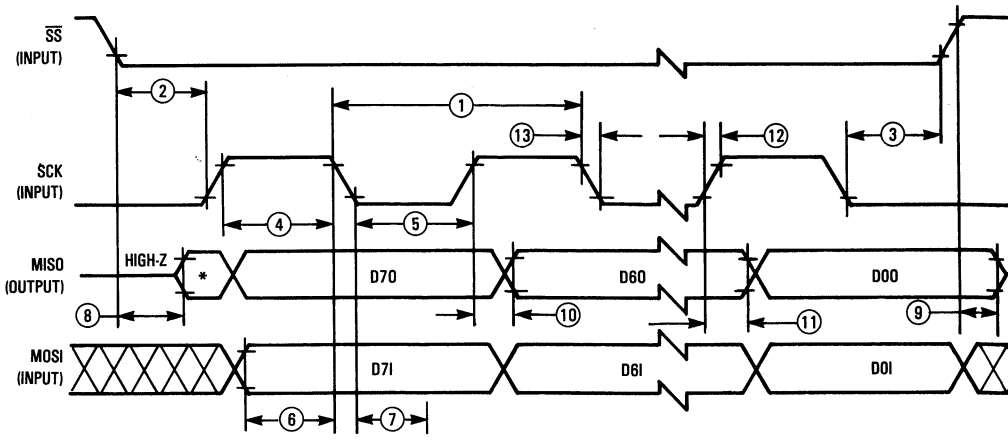 SS
(INPUT)
2
1
13
12
3
SCK
(INPUT)
4
5
MISO
(OUTPUT)
HIGH-Z
*
D70
D60
D00
8
10
11
9
MOSI
(INPUT)
D7I
D6I
D0I
6
7